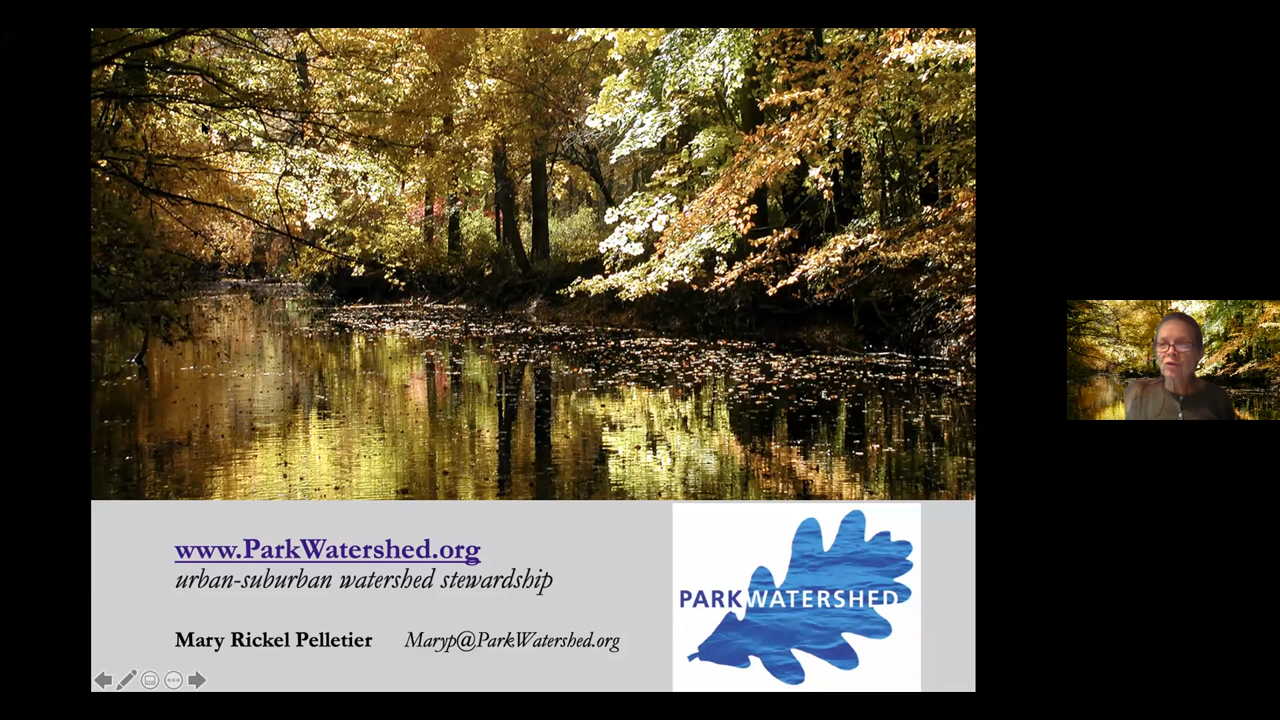 www.ParkWatershed.org
urban-suburban watershed stewardship
Mary Rickel Pelletier Maryp@ParkWatershed.org
PARKWATERSHED